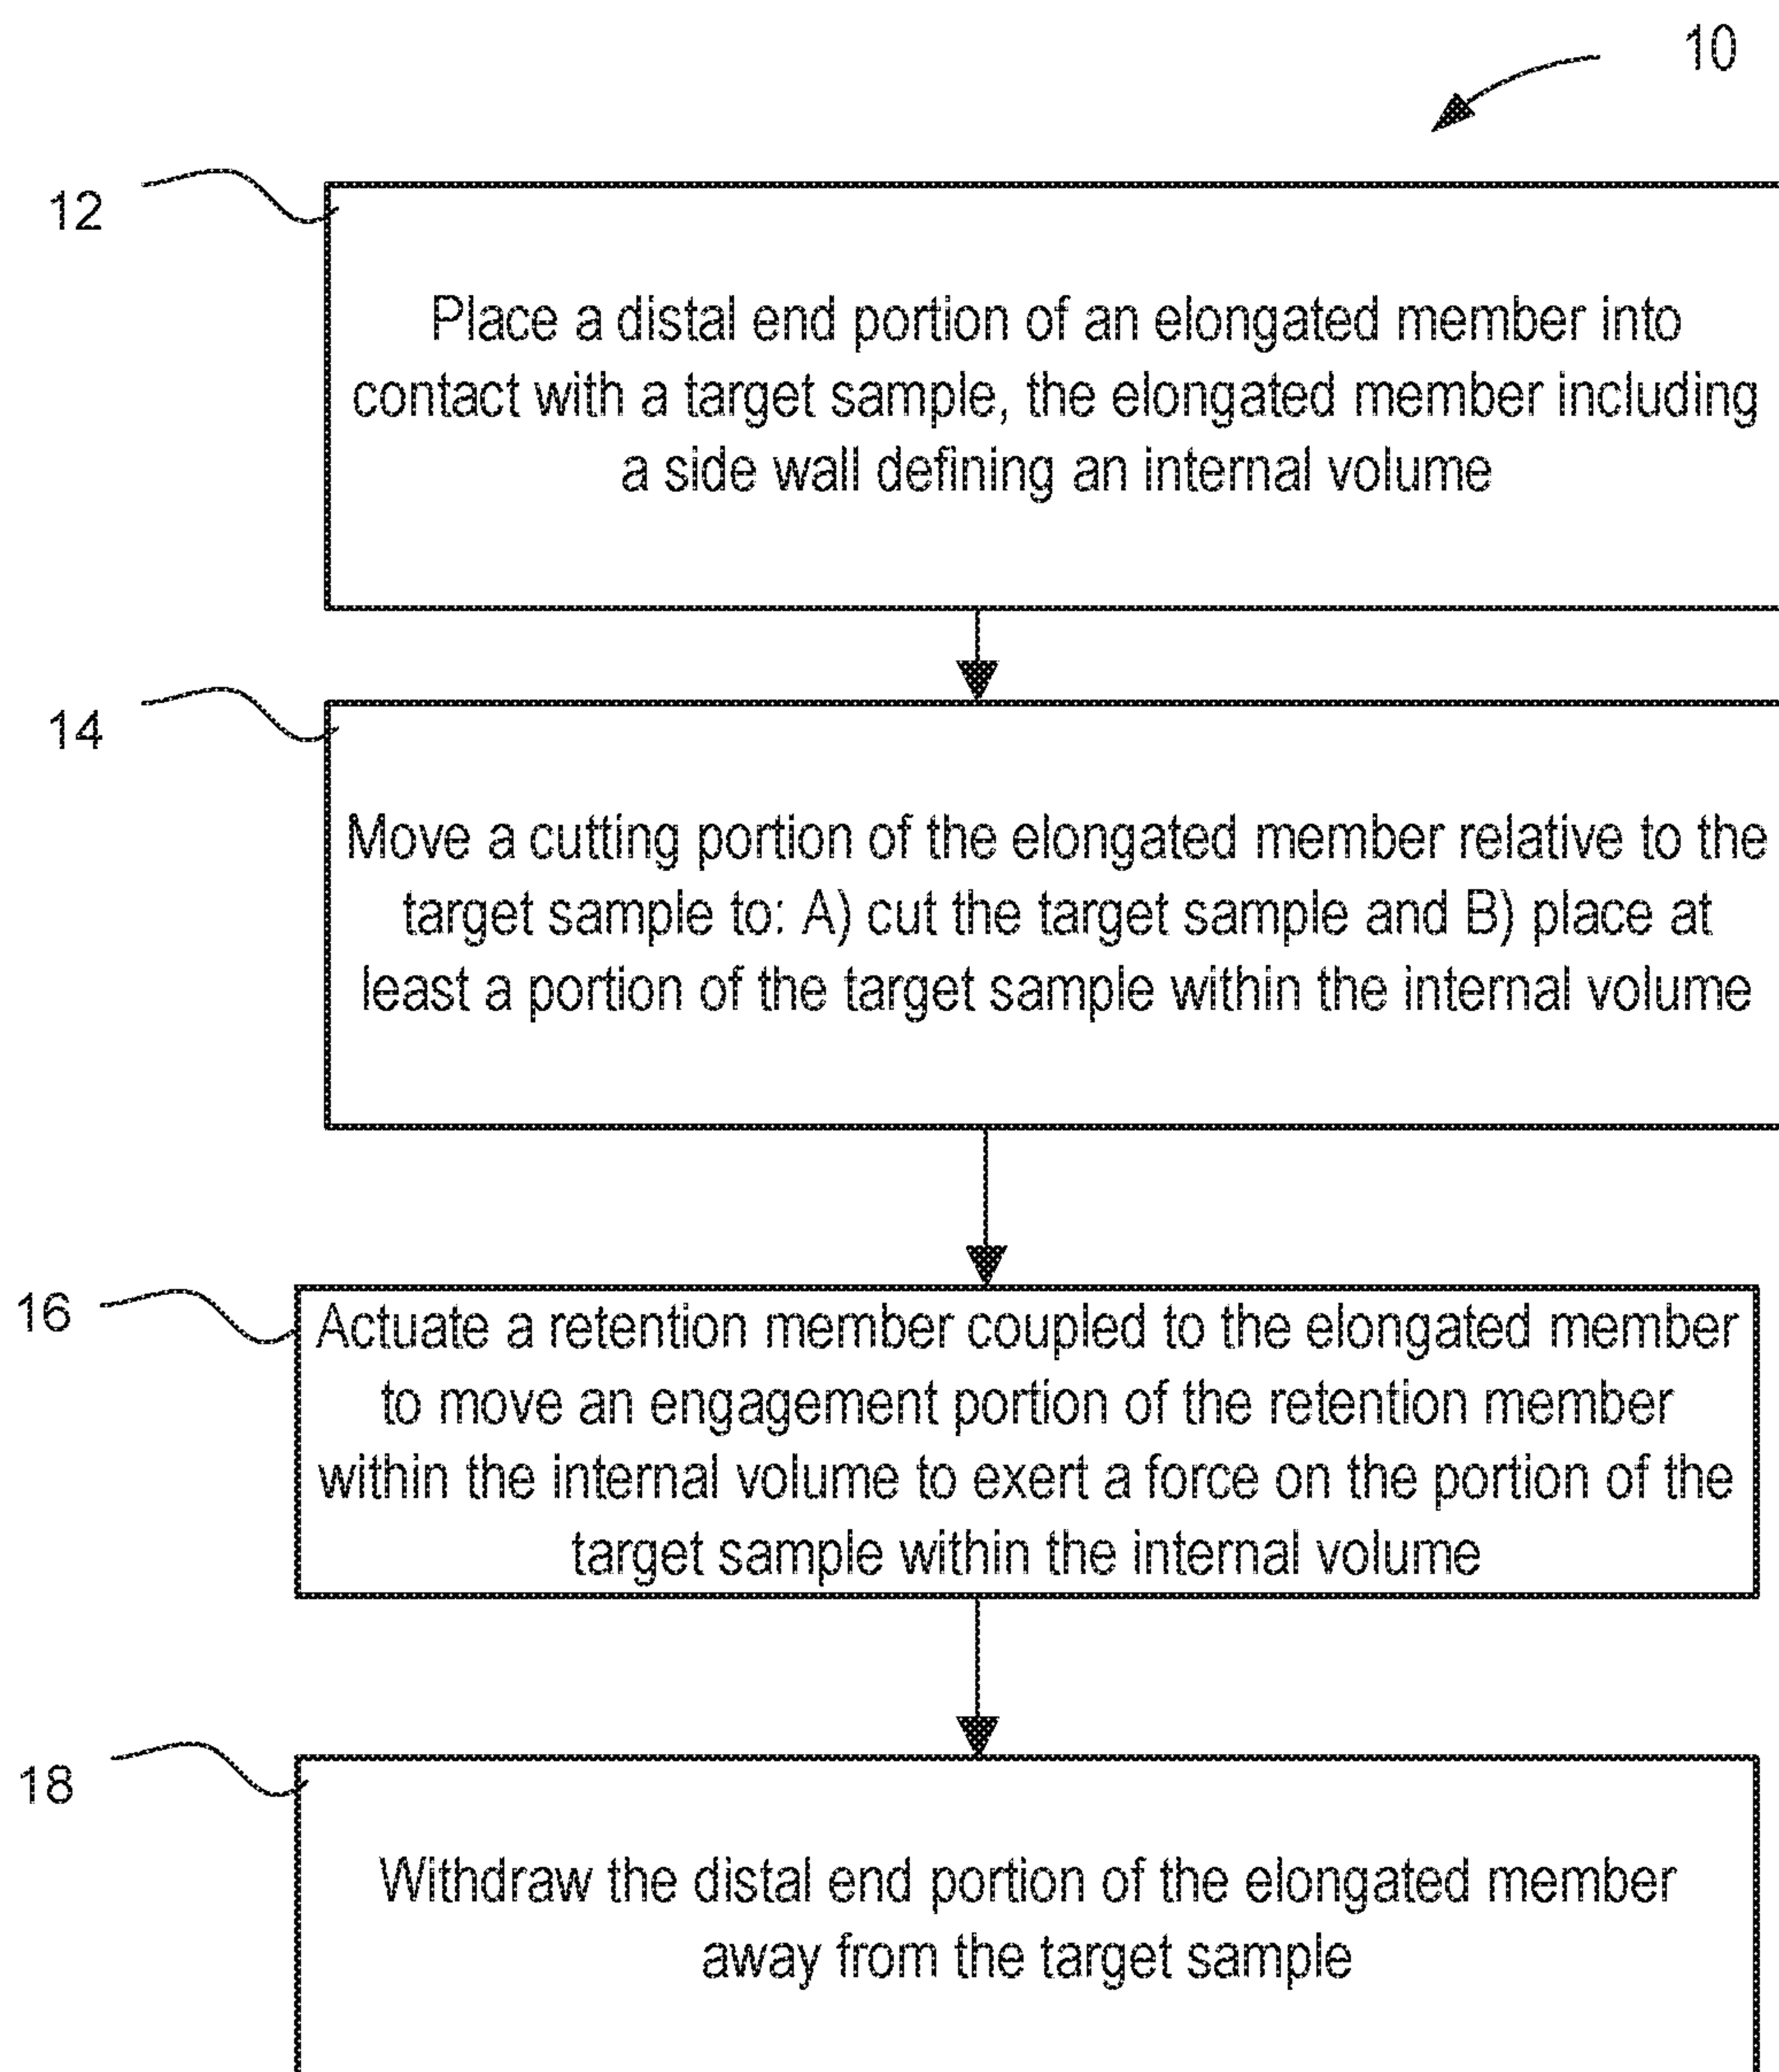 10
12
Place a distal end portion of an elongated member into
contact with a target sample, the elongated member including
a side wall defining an internal volume
14
Move a cutting portion of the elongated member relative to the
target sample to: A) cut the target sample and B) place at
least a portion of the target sample within the internal volume
16
Actuate a retention member coupled to the elongated member
to move an engagement portion of the retention member
within the internal volume to exert a force on the portion of the
target sample within the internal volume
18
Withdraw the distal end portion of the elongated member
away from the target sample